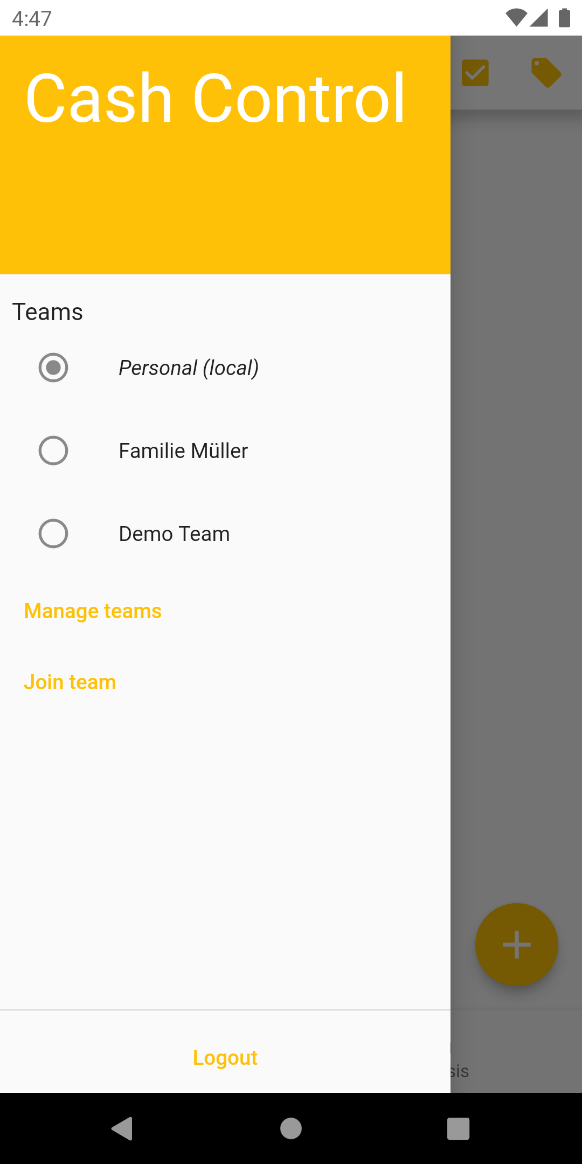 4:47
Cash Control
Teams
Personal (local)
Familie Müller
Demo Team
Manage teams
Join team
Logout
sis